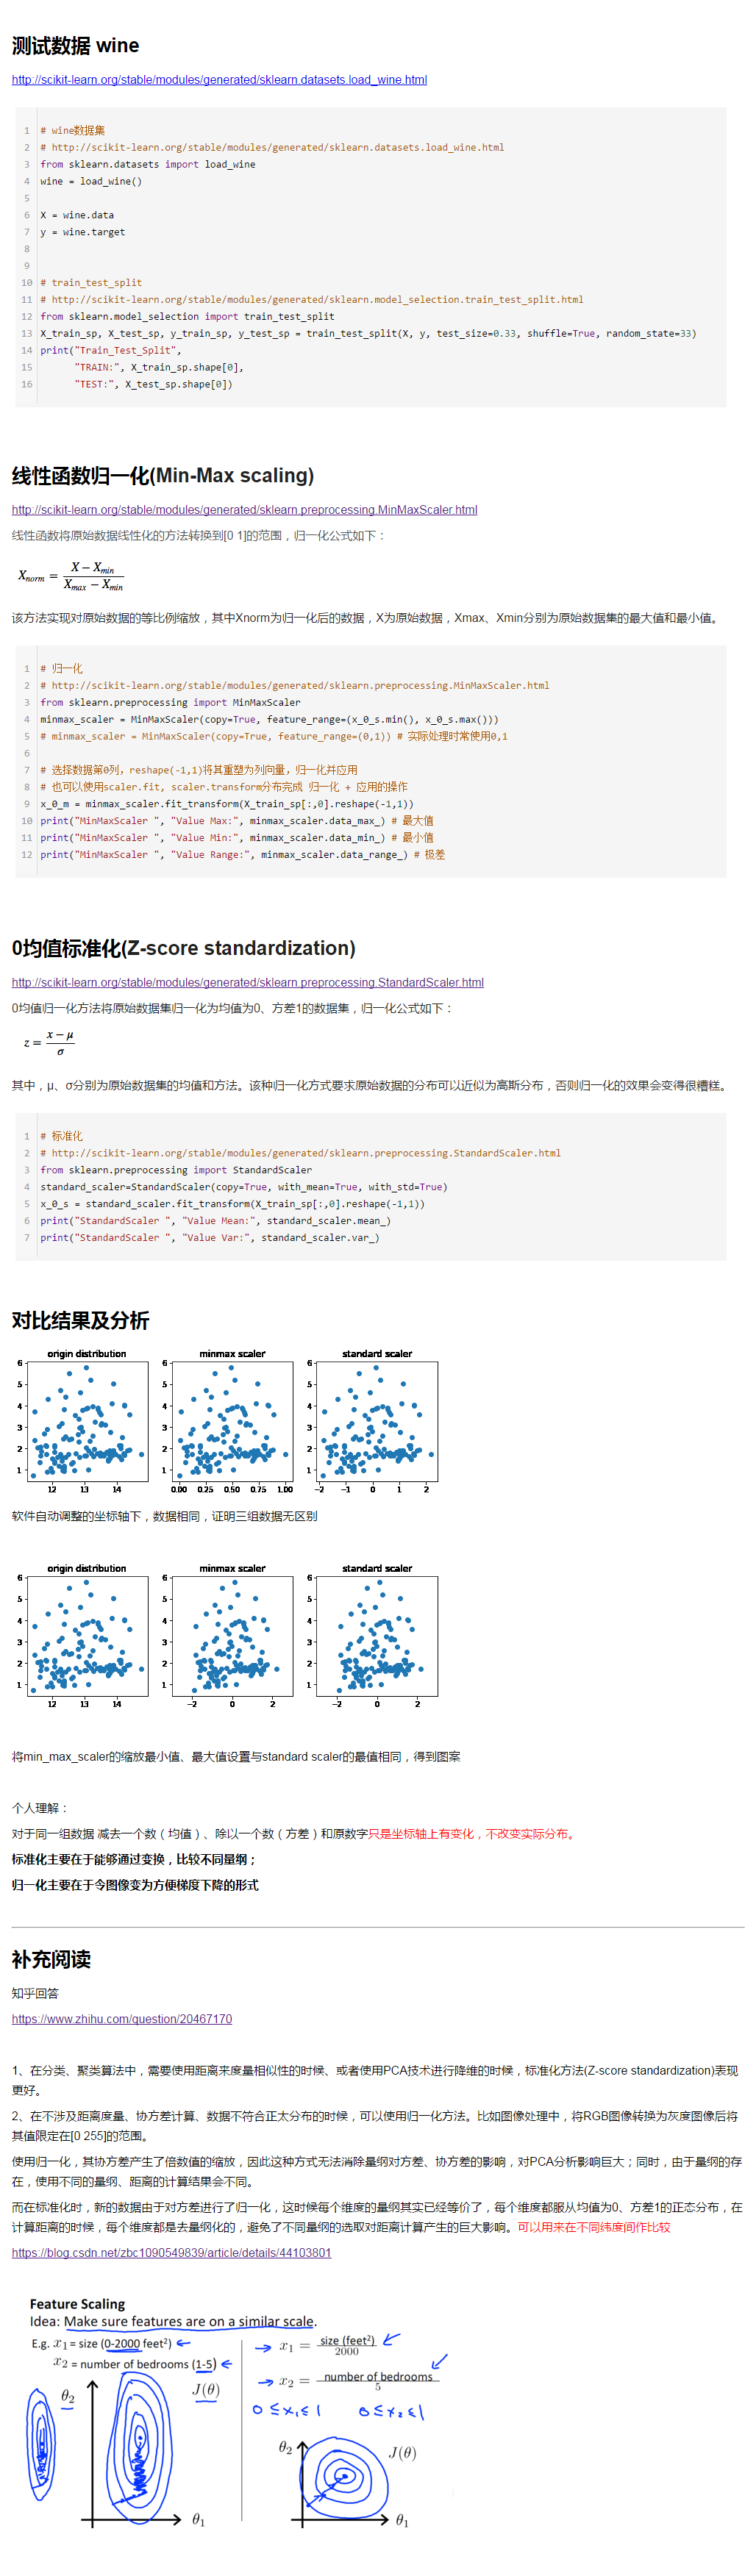 测试数据 wine
http://scikit-learn.org/stable/modules/generated/sklearn.datasets.load_wine.html
1 # wine数据集
2 # http://scikit-learn.org/stable/modules/generated/sklearn.datasets.load_wine.html
3 from sklearn.datasets import load_wine
4 wine = load_wine()
5
6 X = wine.data
7 y = wine.target
8
9
10 # train_test_split
11 # http://scikit-learn.org/stable/modules/generated/sklearn.model_selection.train_test_split.html
12 from sklearn.model_selection import train_test_split
13 X_train_sp, X_test_sp, y_train_sp, y_test_sp = train_test_split(X, y, test_size=0.33, shuffle=True, random_state=33)
14 print("Train_Test_Split",
15 "TRAIN:", X_train_sp.shape[0],
16 "TEST:", X_test_sp.shape[0])
线性函数归一化(Min-Max scaling)
http://scikit-learn.org/stable/modules/generated/sklearn.preprocessing.MinMaxScaler.html
线性函数将原始数据线性化的方法转换到[0 1]的范围，归一化公式如下：
Xnorm = (X − Xmin) / (Xmax − Xmin)
该方法实现对原始数据的等比例缩放，其中Xnorm为归一化后的数据，X为原始数据，Xmax、Xmin分别为原始数据集的最大值和最小值。
1 # 归一化
2 # http://scikit-learn.org/stable/modules/generated/sklearn.preprocessing.MinMaxScaler.html
3 from sklearn.preprocessing import MinMaxScaler
4 minmax_scaler = MinMaxScaler(copy=True, feature_range=(x_0_s.min(), x_0_s.max()))
5 # minmax_scaler = MinMaxScaler(copy=True, feature_range=(0,1)) # 实际处理时常使用0,1
6
7 # 选择数据第0列，reshape(-1,1)将其重塑为列向量，归一化并应用
8 # 也可以使用scaler.fit, scaler.transform分布完成 归一化 + 应用的操作
9 x_0_m = minmax_scaler.fit_transform(X_train_sp[:,0].reshape(-1,1))
10 print("MinMaxScaler ", "Value Max:", minmax_scaler.data_max_) # 最大值
11 print("MinMaxScaler ", "Value Min:", minmax_scaler.data_min_) # 最小值
12 print("MinMaxScaler ", "Value Range:", minmax_scaler.data_range_) # 极差
0均值标准化(Z-score standardization)
http://scikit-learn.org/stable/modules/generated/sklearn.preprocessing.StandardScaler.html
0均值归一化方法将原始数据集归一化为均值为0、方差1的数据集，归一化公式如下：
z = (x − μ) / σ
其中，μ、σ分别为原始数据集的均值和方法。该种归一化方式要求原始数据的分布可以近似为高斯分布，否则归一化的效果会变得很糟糕。
1 # 标准化
2 # http://scikit-learn.org/stable/modules/generated/sklearn.preprocessing.StandardScaler.html
3 from sklearn.preprocessing import StandardScaler
4 standard_scaler=StandardScaler(copy=True, with_mean=True, with_std=True)
5 x_0_s = standard_scaler.fit_transform(X_train_sp[:,0].reshape(-1,1))
6 print("StandardScaler ", "Value Mean:", standard_scaler.mean_)
7 print("StandardScaler ", "Value Var:", standard_scaler.var_)
对比结果及分析
origin distribution minmax scaler standard scaler
6 6 6
5 5 5
4 4 4
3 3 3
2 2 2
1 1 1
12 13 14 0.00 0.25 0.50 0.75 1.00 −2 −1 0 1 2
软件自动调整的坐标轴下，数据相同，证明三组数据无区别
origin distribution minmax scaler standard scaler
6 6 6
5 5 5
4 4 4
3 3 3
2 2 2
1 1 1
12 13 14 −2 0 2 −2 0 2
将min_max_scaler的缩放最小值、最大值设置与standard scaler的最值相同，得到图案
个人理解：
对于同一组数据 减去一个数（均值）、除以一个数（方差）和原数字只是坐标轴上有变化，不改变实际分布。
标准化主要在于能够通过变换，比较不同量纲；
归一化主要在于令图像变为方便梯度下降的形式
补充阅读
知乎回答
https://www.zhihu.com/question/20467170
1、在分类、聚类算法中，需要使用距离来度量相似性的时候、或者使用PCA技术进行降维的时候，标准化方法(Z-score standardization)表现
更好。
2、在不涉及距离度量、协方差计算、数据不符合正太分布的时候，可以使用归一化方法。比如图像处理中，将RGB图像转换为灰度图像后将
其值限定在[0 255]的范围。
使用归一化，其协方差产生了倍数值的缩放，因此这种方式无法消除量纲对方差、协方差的影响，对PCA分析影响巨大；同时，由于量纲的存
在，使用不同的量纲、距离的计算结果会不同。
而在标准化时，新的数据由于对方差进行了归一化，这时候每个维度的量纲其实已经等价了，每个维度都服从均值为0、方差1的正态分布，在
计算距离的时候，每个维度都是去量纲化的，避免了不同量纲的选取对距离计算产生的巨大影响。可以用来在不同纬度间作比较
https://blog.csdn.net/zbc1090549839/article/details/44103801
Feature Scaling
Idea: Make sure features are on a similar scale.
E.g. x1 = size (0-2000 feet²)
x2 = number of bedrooms (1-5)
x1 = size (feet²) / 2000
x2 = number of bedrooms / 5
0 ≤ x1 ≤ 1 0 ≤ x2 ≤ 1
θ2 J(θ)
θ1
θ2 J(θ)
θ1